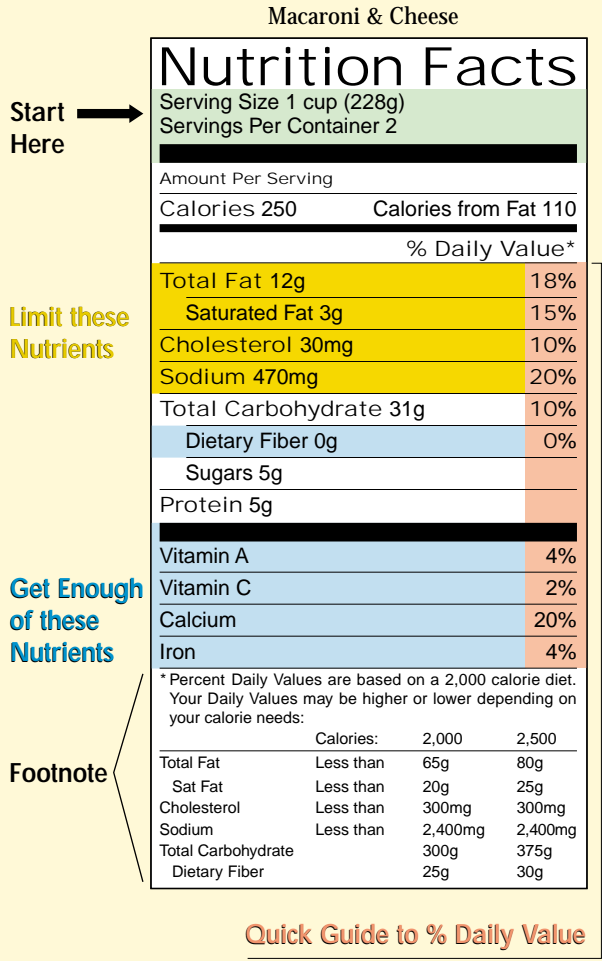 Macaroni & Cheese
Nutrition Facts
Start
Here
Serving Size 1 cup (228g)
Servings Per Container 2
Amount Per Serving
Calories 250 Calories from Fat 110
% Daily Value*
Limit these
Nutrients
Total Fat 12g 18%
Saturated Fat 3g 15%
Cholesterol 30mg 10%
Sodium 470mg 20%
Total Carbohydrate 31g 10%
Dietary Fiber 0g 0%
Sugars 5g
Protein 5g
Get Enough
of these
Nutrients
Vitamin A 4%
Vitamin C 2%
Calcium 20%
Iron 4%
Footnote
* Percent Daily Values are based on a 2,000 calorie diet.
Your Daily Values may be higher or lower depending on
your calorie needs:
Calories: 2,000 2,500
Total Fat Less than 65g 80g
Sat Fat Less than 20g 25g
Cholesterol Less than 300mg 300mg
Sodium Less than 2,400mg 2,400mg
Total Carbohydrate 300g 375g
Dietary Fiber 25g 30g
Quick Guide to % Daily Value